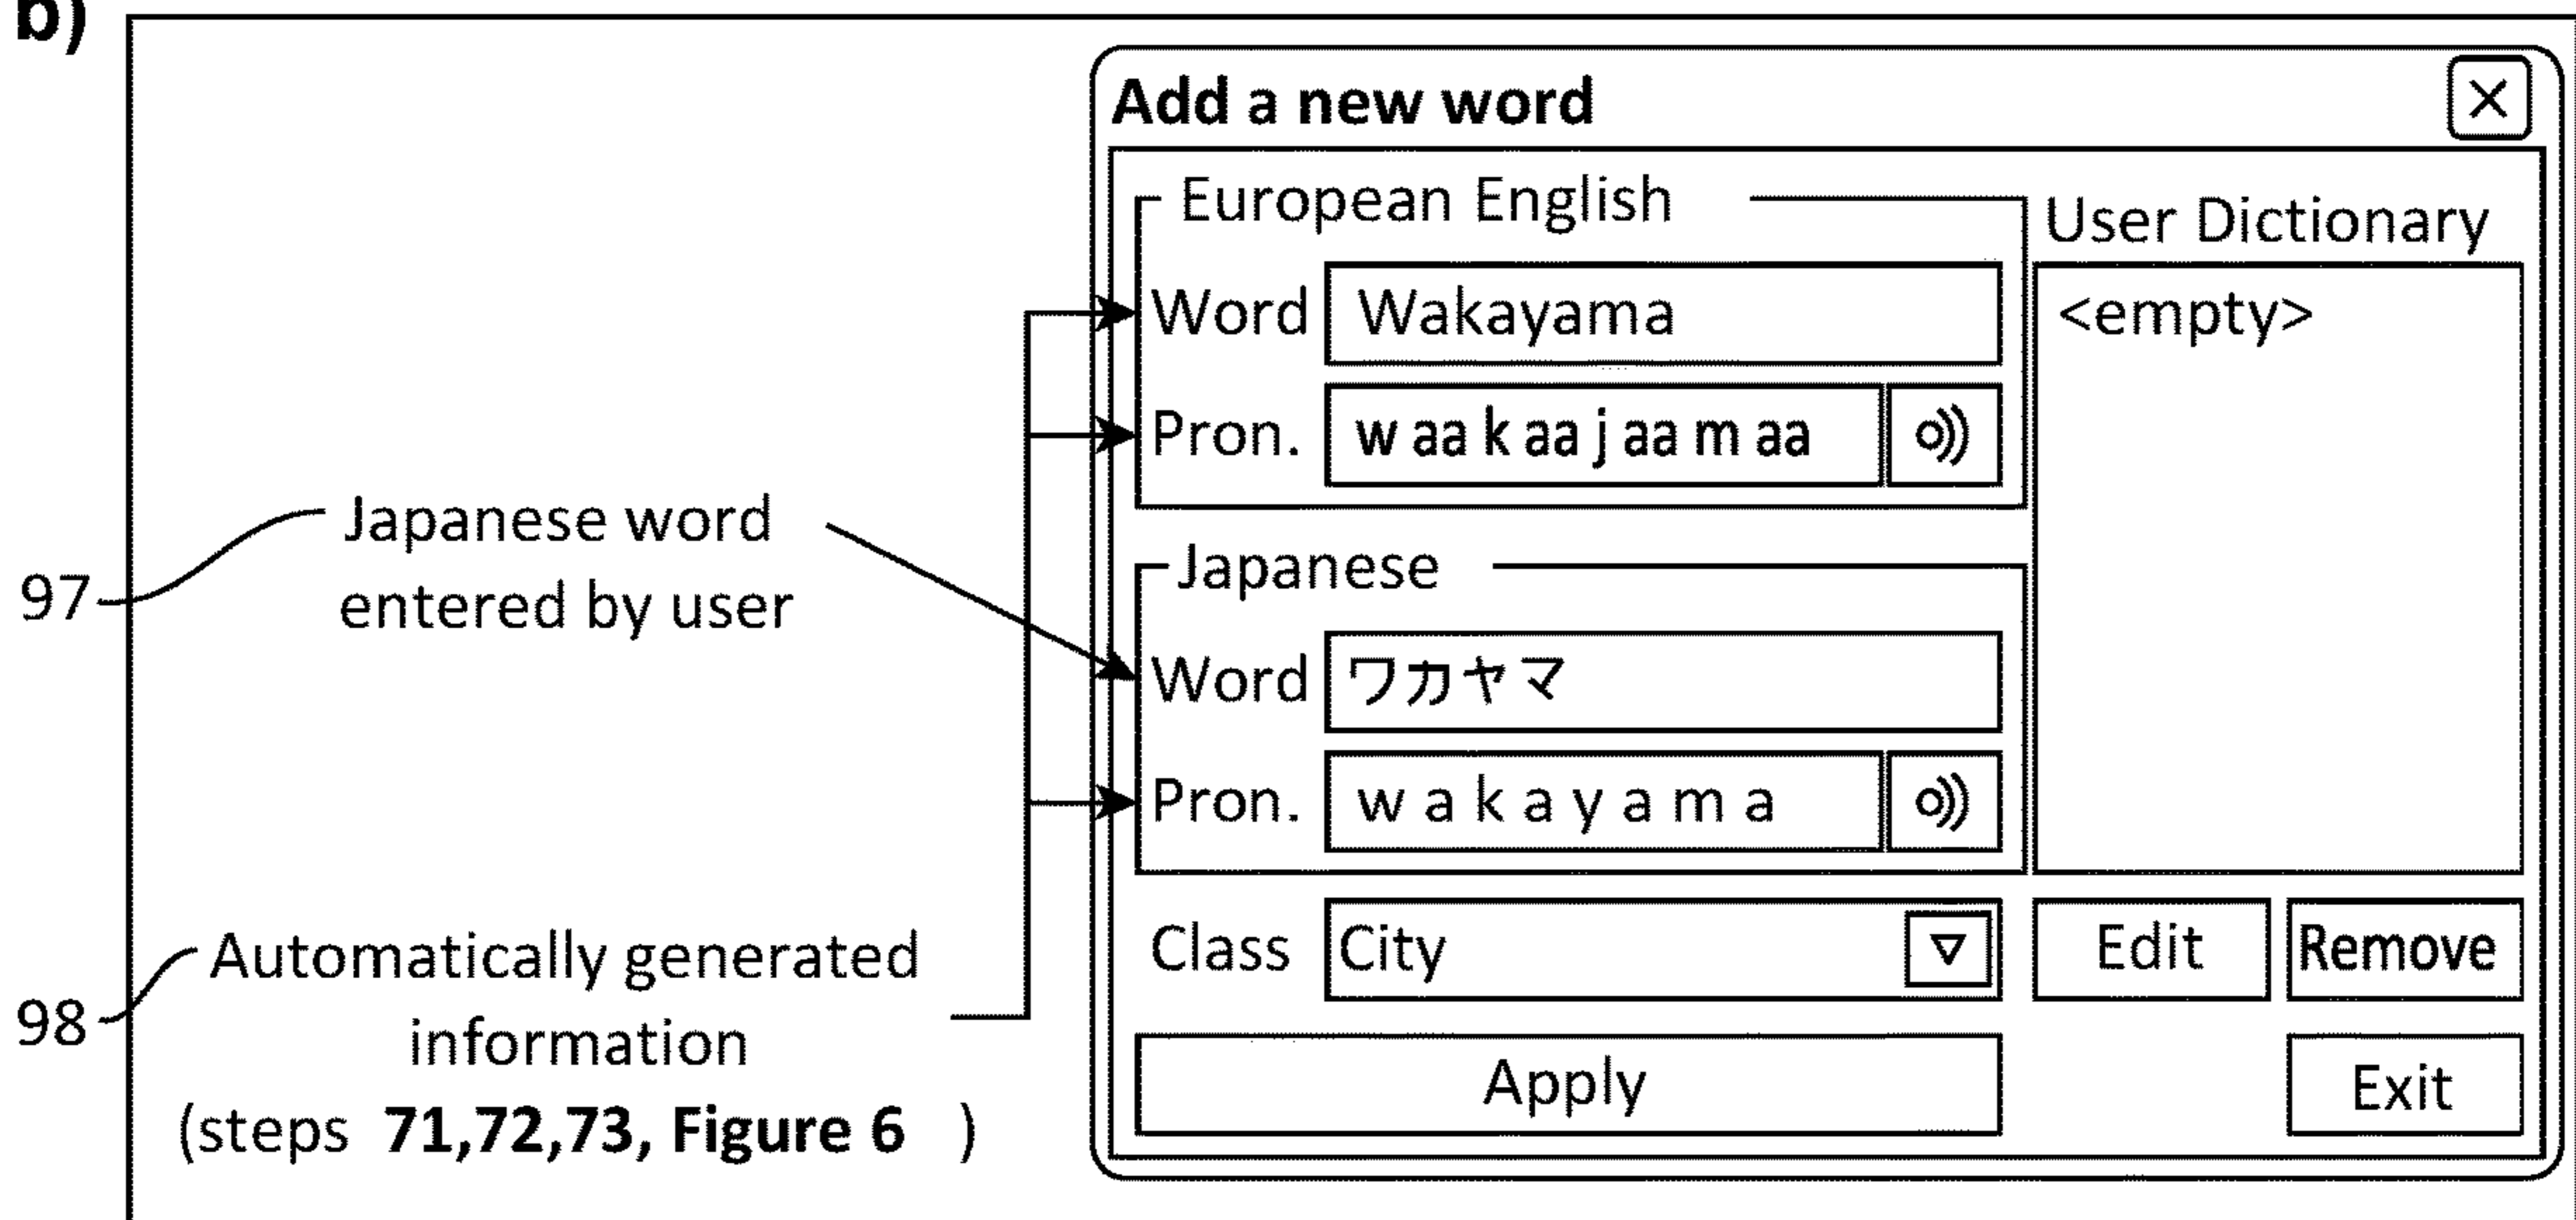 b)
Add a new word
European English
User Dictionary
Word Wakayama
<empty>
Pron. w aa k aa j aa m aa
97
Japanese word
entered by user
Japanese
Word ワカヤマ
Pron. w a k a y a m a
98
Automatically generated
information
(steps 71,72,73, Figure 6 )
Class City
Edit
Remove
Apply
Exit